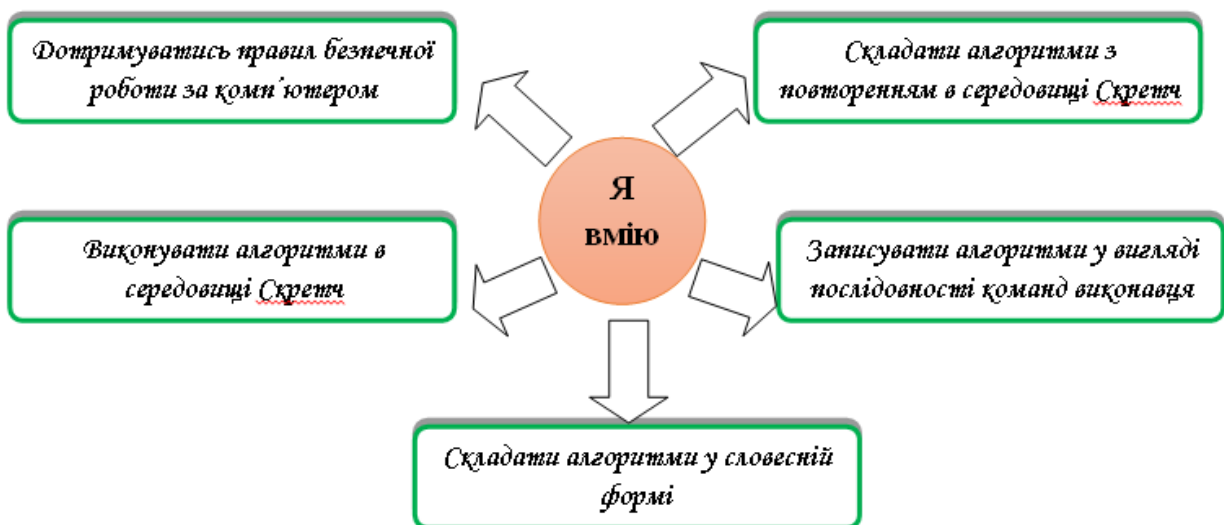 Дотримуватись правил безпечної
роботи за комп´ютером
Складати алгоритми з
повторенням в середовищі Скретч
Я
вмію
Виконувати алгоритми в
середовищі Скретч
Записувати алгоритми у вигляді
послідовності команд виконавця
Складати алгоритми у словесній
формі